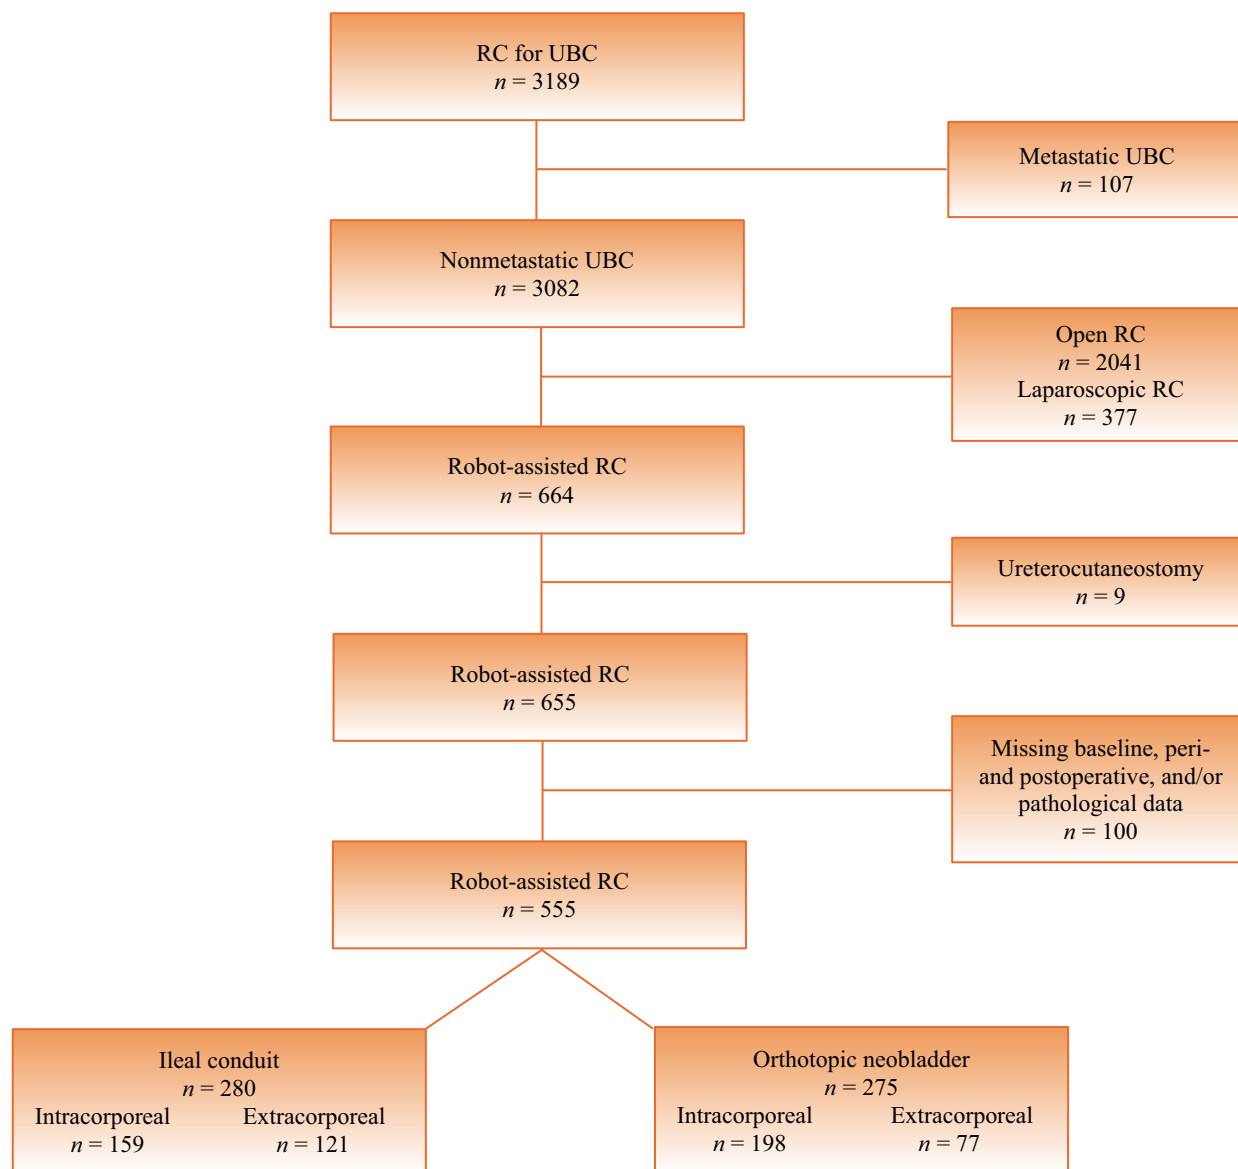 RC for UBC
n = 3189
Metastatic UBC
n = 107
Nonmetastatic UBC
n = 3082
Open RC
n = 2041
Laparoscopic RC
n = 377
Robot-assisted RC
n = 664
Ureterocutaneostomy
n = 9
Robot-assisted RC
n = 655
Missing baseline, peri-
and postoperative, and/or
pathological data
n = 100
Robot-assisted RC
n = 555
Ileal conduit
n = 280
Intracorporeal Extracorporeal
n = 159 n = 121
Orthotopic neobladder
n = 275
Intracorporeal Extracorporeal
n = 198 n = 77